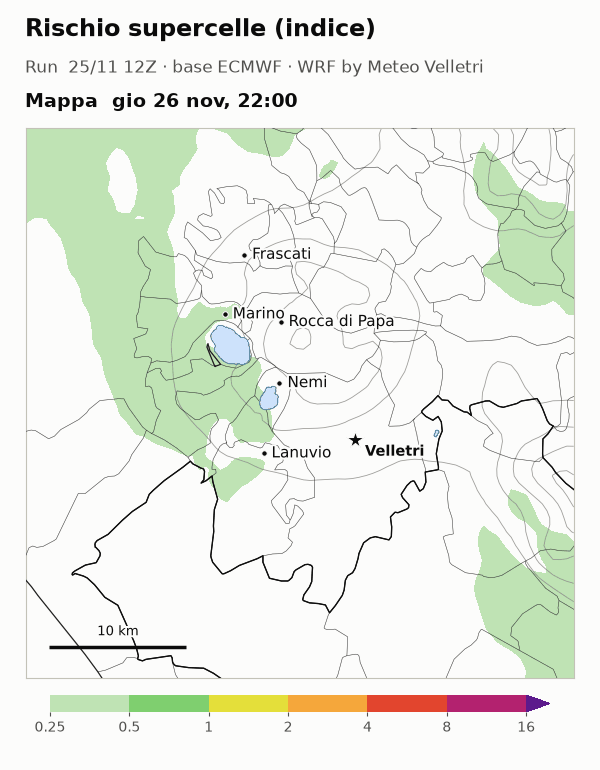 Rischio supercelle (indice)
Run  25/11 12Z · base ECMWF · WRF by Meteo Velletri
Mappa  gio 26 nov, 22:00
Frascati
Marino
Rocca di Papa
Nemi
Velletri
Lanuvio
10 km
0.25 0.5 1 2 4 8 16